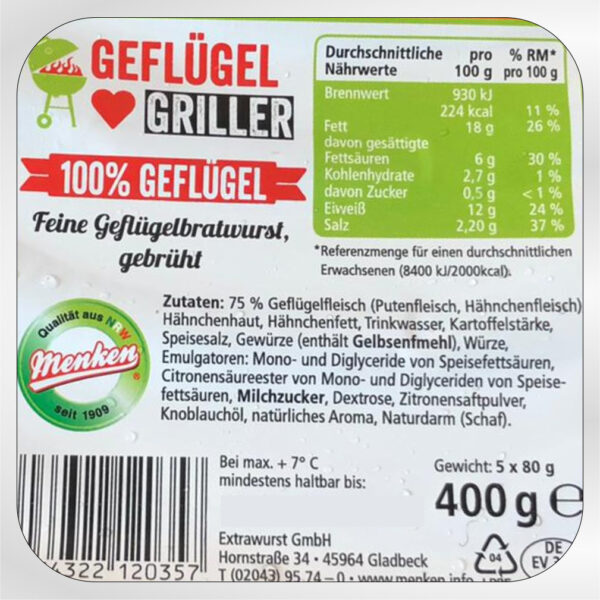 GEFLÜGEL
GRILLER
100% GEFLÜGEL
Feine Geflügelbratwurst,
gebrüht
Durchschnittliche pro % RM*
Nährwerte 100 g pro 100 g
Brennwert 930 kJ
224 kcal 11 %
Fett 18 g 26 %
davon gesättigte
Fettsäuren 6 g 30 %
Kohlenhydrate 2,7 g 1 %
davon Zucker 0,5 g < 1 %
Eiweiß 12 g 24 %
Salz 2,20 g 37 %
*Referenzmenge für einen durchschnittlichen
Erwachsenen (8400 kJ/2000kcal).
Qualität aus NRW
Menken
seit 1909
Zutaten: 75 % Geflügelfleisch (Putenfleisch, Hähnchenfleisch)
Hähnchenhaut, Hähnchenfett, Trinkwasser, Kartoffelstärke,
Speisesalz, Gewürze (enthält Gelbsenfmehl), Würze,
Emulgatoren: Mono- und Diglyceride von Speisefettsäuren,
Citronensäureester von Mono- und Diglyceriden von Speise-
fettsäuren, Milchzucker, Dextrose, Zitronensaftpulver,
Knoblauchöl, natürliches Aroma, Naturdarm (Schaf).
Bei max. + 7° C
mindestens haltbar bis:
Gewicht: 5 x 80 g
400 g e
Extrawurst GmbH
Hornstraße 34 · 45964 Gladbeck
T (02043) 95 74 – 0 · www.menken.info
4322 120357
04
DE
EV